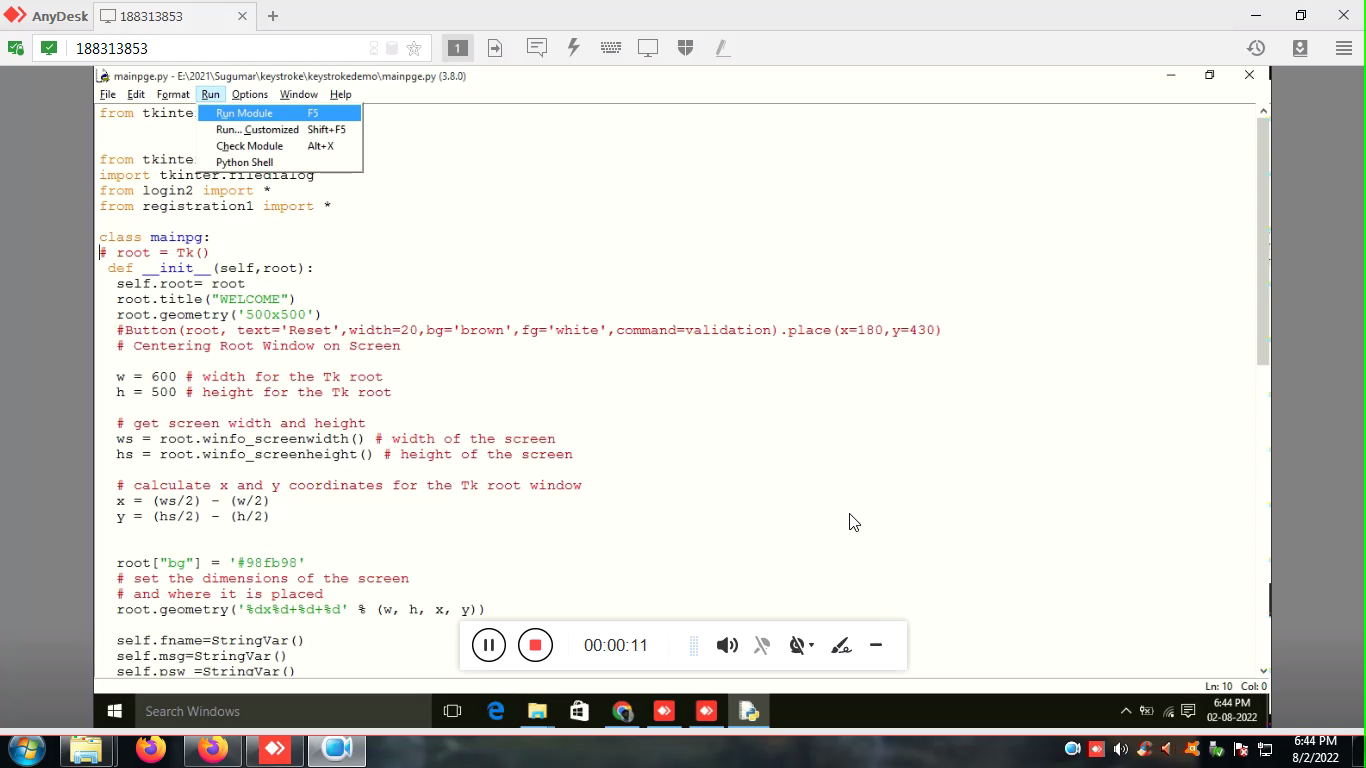 AnyDesk 188313853
188313853 1
mainpge.py - E:\2021\Sugumar\keystroke\keystrokedemo\mainpge.py (3.8.0)
File Edit Format Run Options Window Help
from tkinte
Run Module F5
Run... Customized Shift+F5
Check Module Alt+X
Python Shell
from tkinte
import tkinter.filedialog
from login2 import *
from registration1 import *
class mainpg:
# root = Tk()
def __init__(self,root):
self.root= root
root.title("WELCOME")
root.geometry('500x500')
#Button(root, text='Reset',width=20,bg='brown',fg='white',command=validation).place(x=180,y=430)
# Centering Root Window on Screen
w = 600 # width for the Tk root
h = 500 # height for the Tk root
# get screen width and height
ws = root.winfo_screenwidth() # width of the screen
hs = root.winfo_screenheight() # height of the screen
# calculate x and y coordinates for the Tk root window
x = (ws/2) - (w/2)
y = (hs/2) - (h/2)
root["bg"] = '#98fb98'
# set the dimensions of the screen
# and where it is placed
root.geometry('%dx%d+%d+%d' % (w, h, x, y))
self.fname=StringVar()
self.msg=StringVar()
self.psw =StringVar()
00:00:11
Ln: 10 Col: 0
Search Windows
6:44 PM
02-08-2022
6:44 PM
8/2/2022